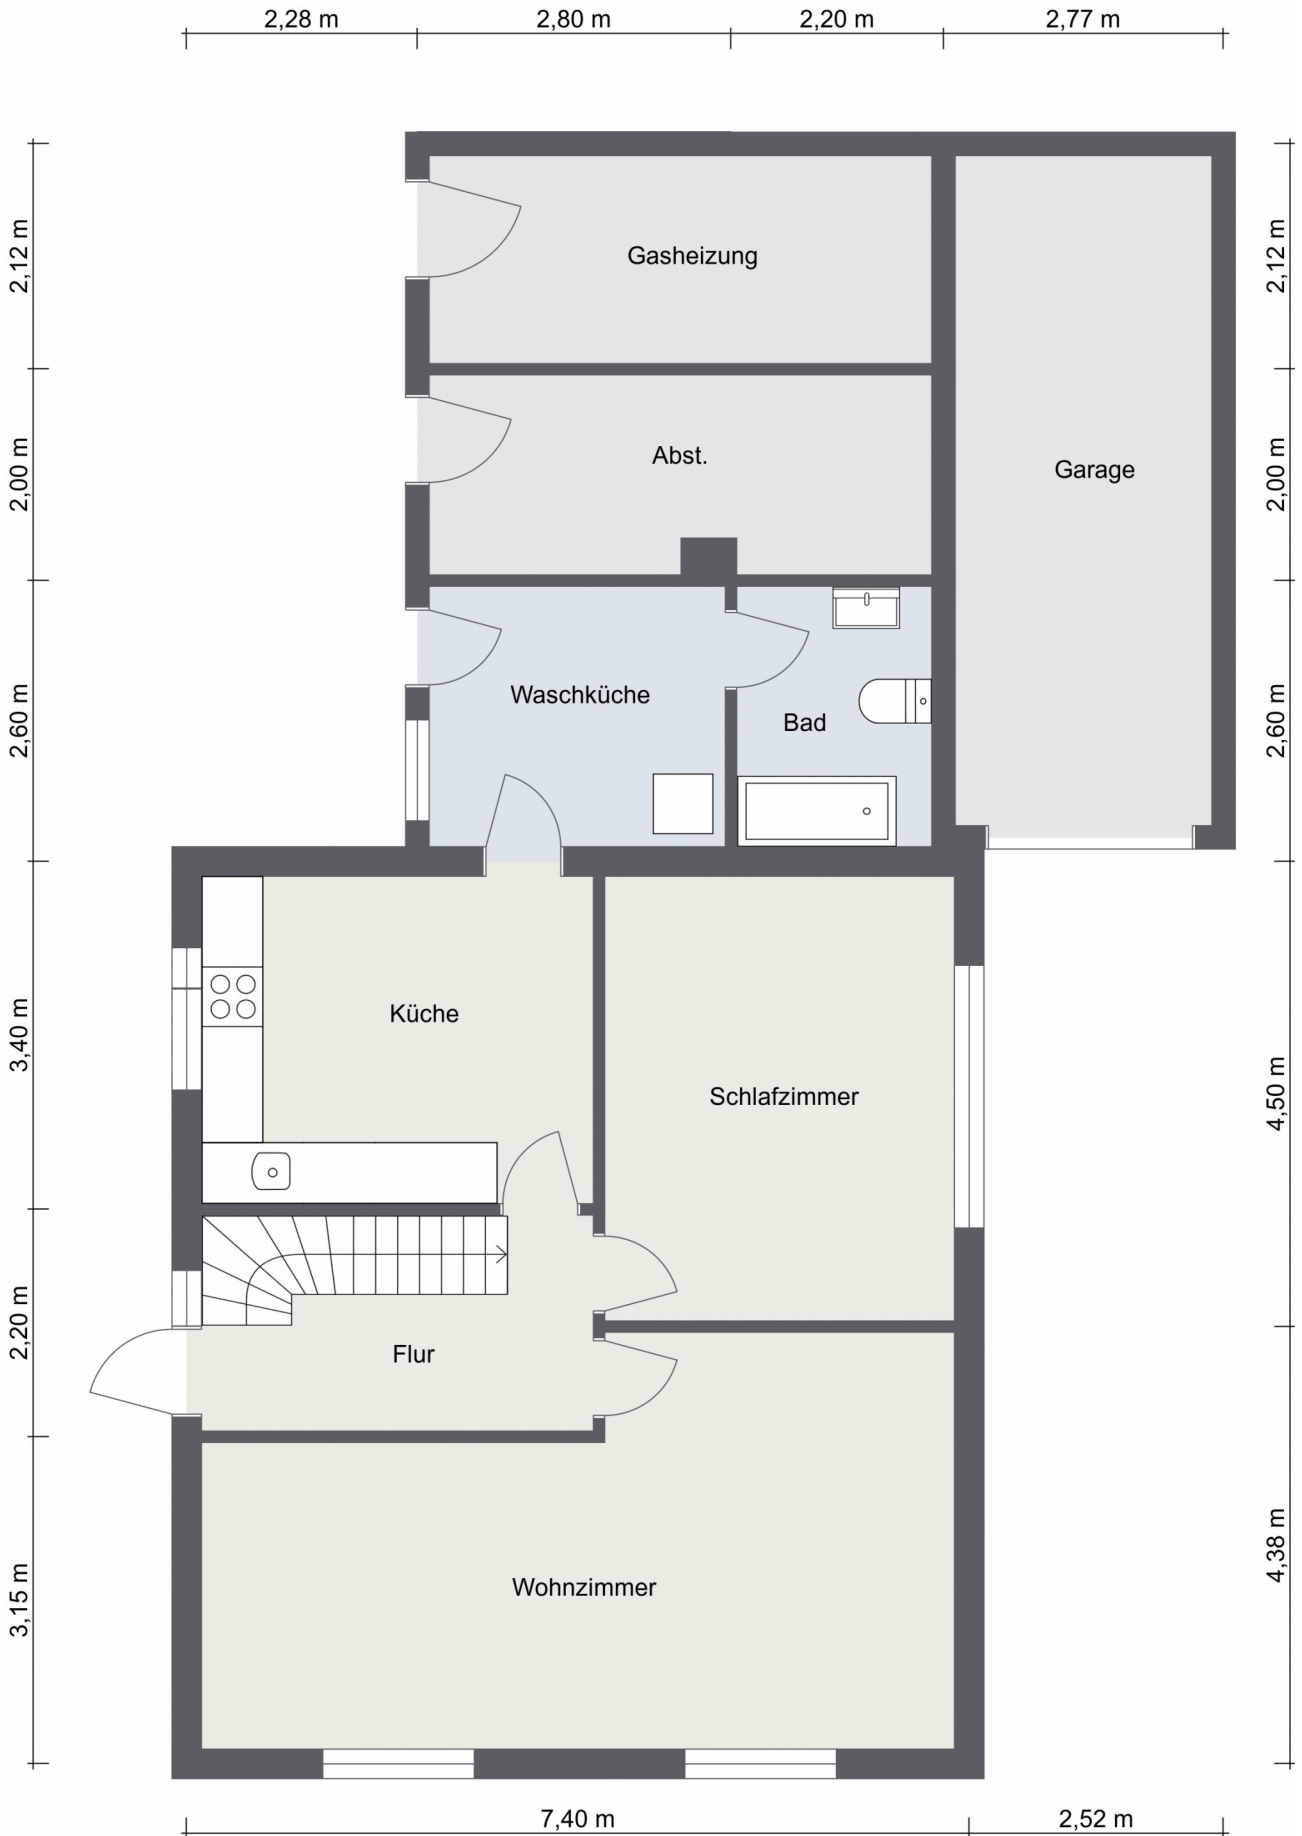 2,28 m 2,80 m 2,20 m 2,77 m
2,12 m
Gasheizung
2,12 m
2,00 m
Abst.
Garage
2,00 m
2,60 m
Waschküche
Bad
2,60 m
3,40 m
Küche
Schlafzimmer
4,50 m
2,20 m
Flur
3,15 m
Wohnzimmer
4,38 m
7,40 m 2,52 m